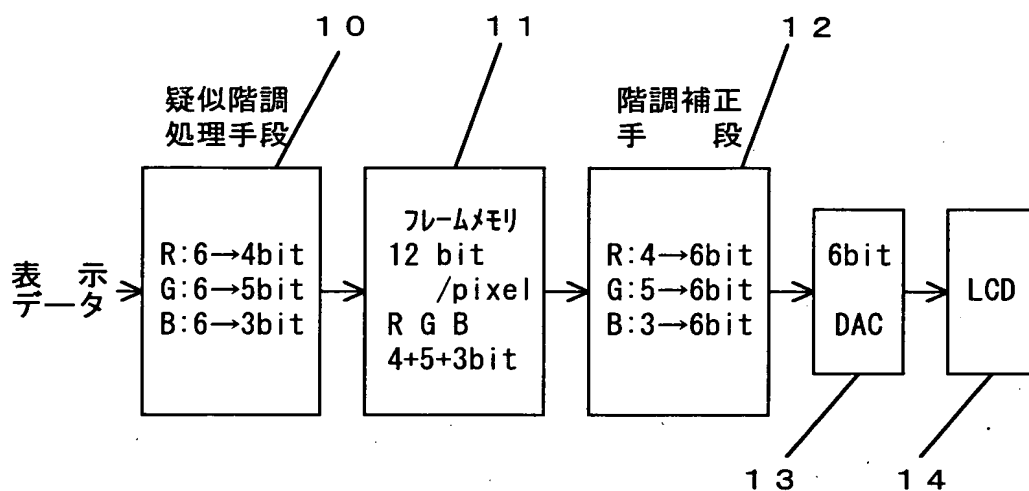 10
11
12
疑似階調
処理手段
階調補正
手段
表示
データ
R:6→4bit
G:6→5bit
B:6→3bit
フレームメモリ
12 bit
/pixel
R G B
4+5+3bit
R:4→6bit
G:5→6bit
B:3→6bit
6bit
DAC
LCD
13
14